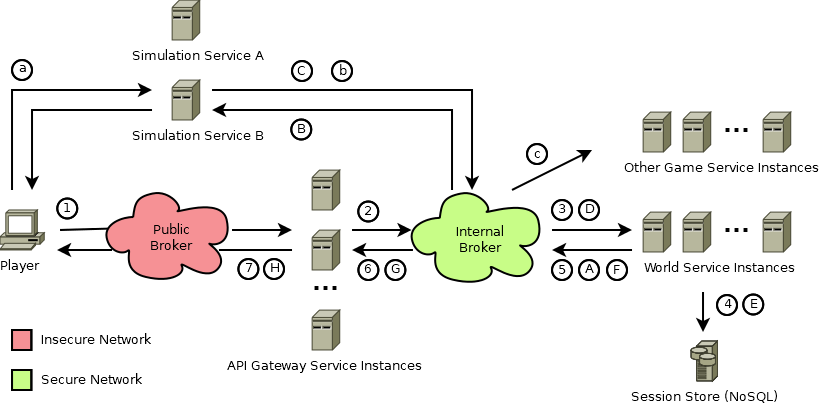 Simulation Service A
a
C
b
Simulation Service B
B
c
...
Other Game Service Instances
1
Public
Broker
2
Internal
Broker
3
D
...
Player
7
H
6
G
5
A
F
World Service Instances
...
4
E
Insecure Network
API Gateway Service Instances
Secure Network
Session Store (NoSQL)